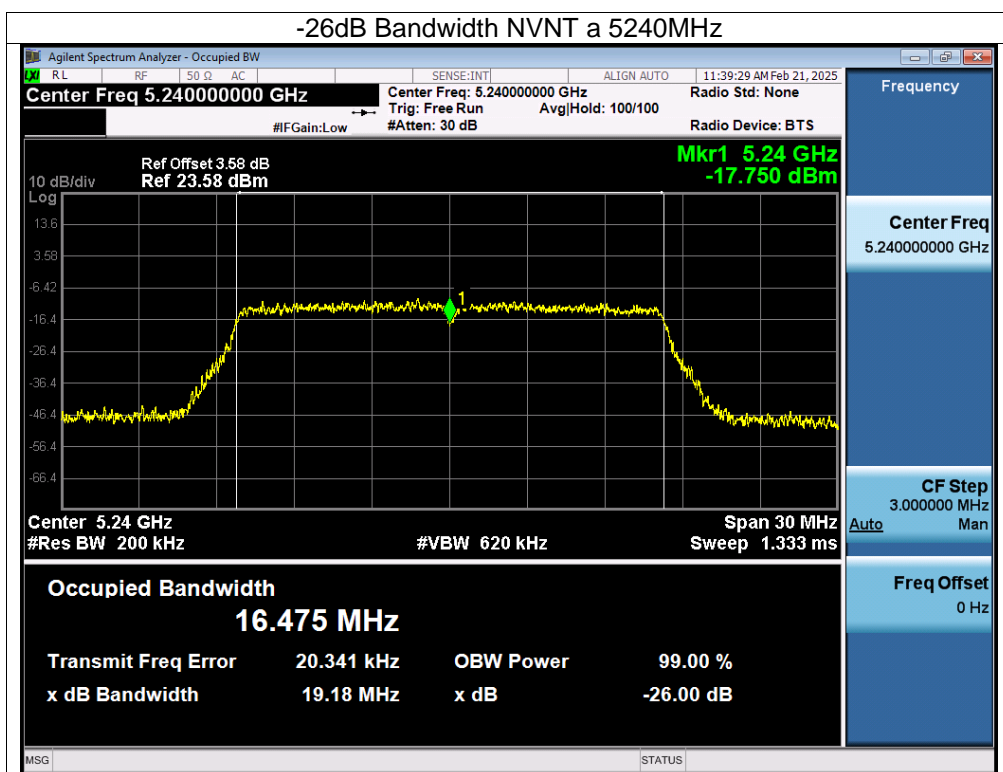 -26dB Bandwidth NVNT a 5240MHz
Agilent Spectrum Analyzer - Occupied BW
LXI RL RF 50 Ω AC SENSE:INT ALIGN AUTO 11:39:29 AM Feb 21, 2025
Center Freq 5.240000000 GHz
Center Freq: 5.240000000 GHz Radio Std: None
Trig: Free Run Avg|Hold: 100/100
#IFGain:Low #Atten: 30 dB Radio Device: BTS
Mkr1 5.24 GHz
-17.750 dBm
Ref Offset 3.58 dB
10 dB/div Ref 23.58 dBm
Log
13.6
3.58
-6.42
-16.4
-26.4
-36.4
-46.4
-56.4
-66.4
1
Center 5.24 GHz Span 30 MHz
#Res BW 200 kHz #VBW 620 kHz Sweep 1.333 ms
Occupied Bandwidth
16.475 MHz
Transmit Freq Error 20.341 kHz OBW Power 99.00 %
x dB Bandwidth 19.18 MHz x dB -26.00 dB
Frequency
Center Freq
5.240000000 GHz
CF Step
3.000000 MHz
Auto Man
Freq Offset
0 Hz
MSG STATUS